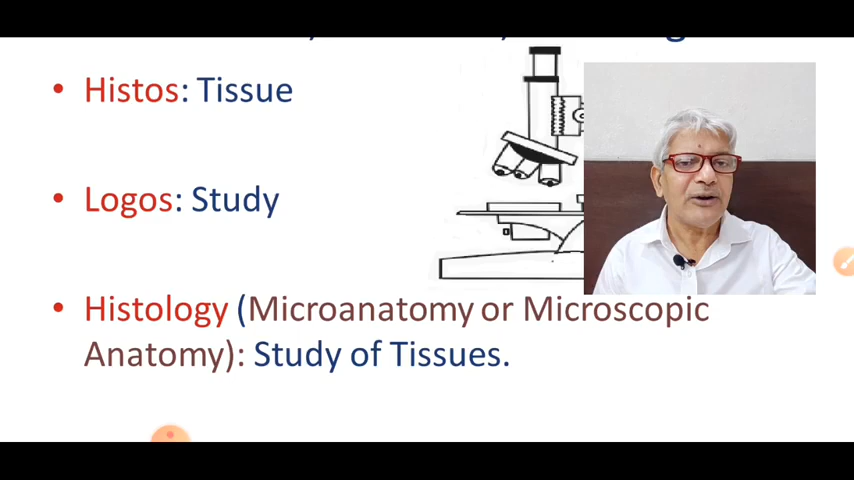 • Histos: Tissue
• Logos: Study
• Histology (Microanatomy or Microscopic
Anatomy): Study of Tissues.